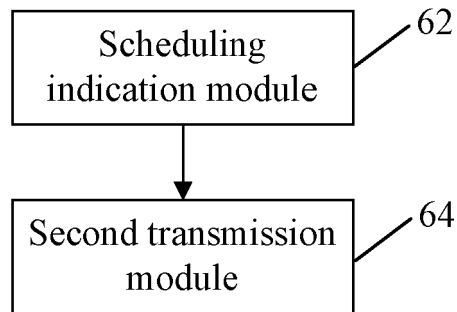 62
Scheduling
indication module
64
Second transmission
module